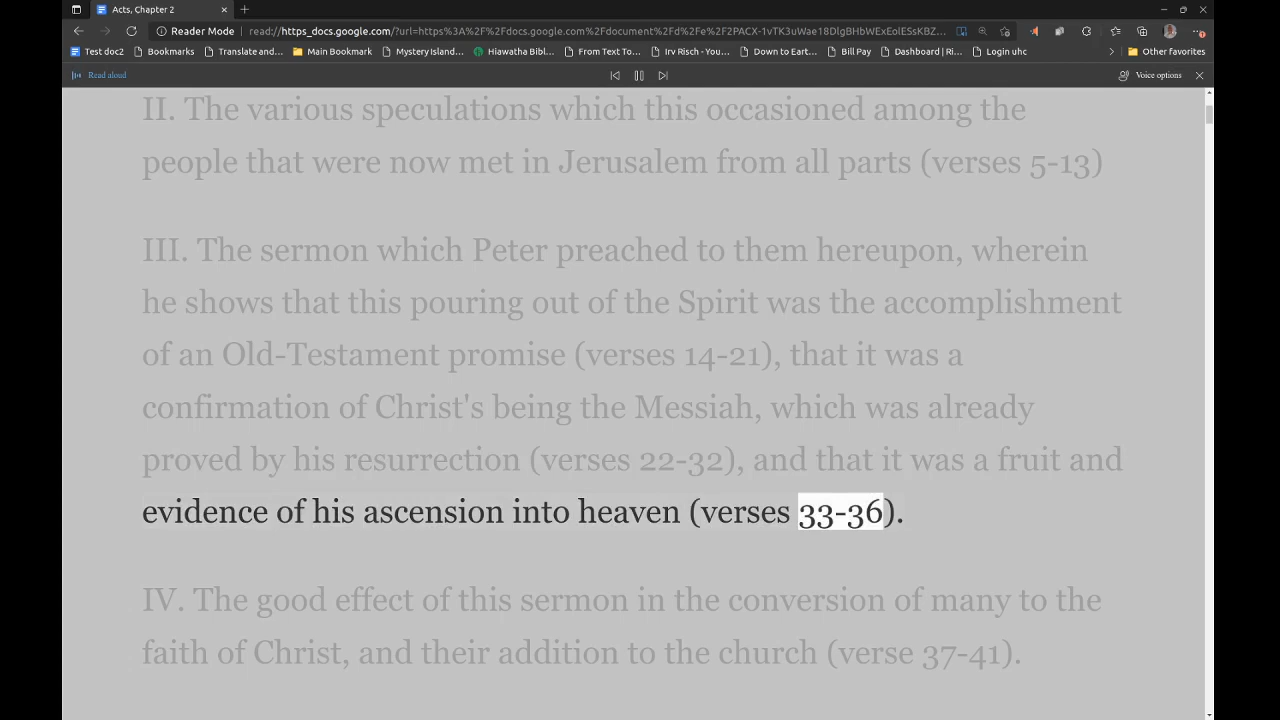 Acts, Chapter 2
Reader Mode read://https_docs.google.com/?url=https%3A%2F%2Fdocs.google.com%2Fdocument%2Fd%2Fe%2F2PACX-1vTK3uWae18DlgBHbWExEolESsKBZ...
Test doc2 Bookmarks Translate and... Main Bookmark Mystery Island... Hiawatha Bibl... From Text To... Irv Risch - You... Down to Eart... Bill Pay Dashboard | Ri... Login uhc Other favorites
Read aloud Voice options
II. The various speculations which this occasioned among the
people that were now met in Jerusalem from all parts (verses 5-13)
III. The sermon which Peter preached to them hereupon, wherein
he shows that this pouring out of the Spirit was the accomplishment
of an Old-Testament promise (verses 14-21), that it was a
confirmation of Christ's being the Messiah, which was already
proved by his resurrection (verses 22-32), and that it was a fruit and
evidence of his ascension into heaven (verses 33-36).
IV. The good effect of this sermon in the conversion of many to the
faith of Christ, and their addition to the church (verse 37-41).